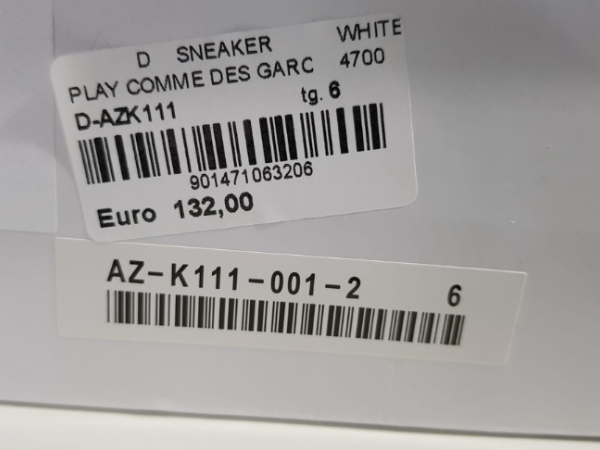 D SNEAKER WHITE
PLAY COMME DES GARC 4700
D-AZK111 tg. 6
901471063206
Euro 132,00
AZ-K111-001-2 6